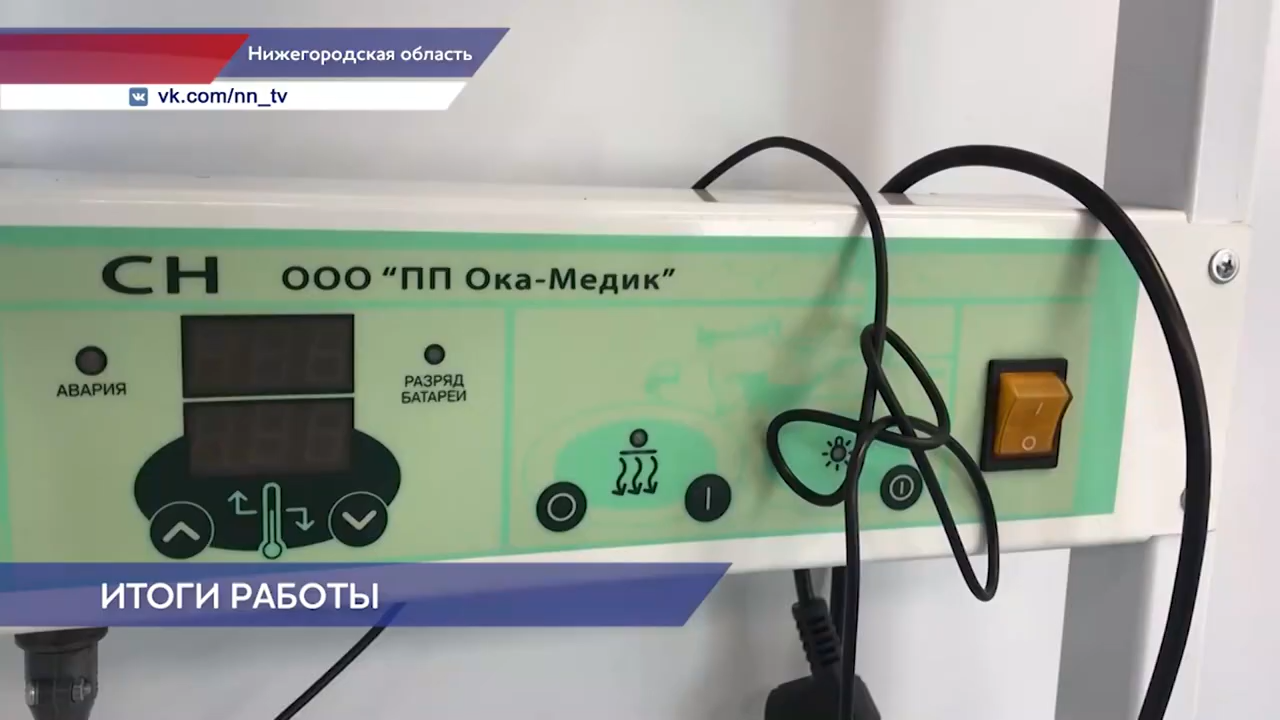 Нижегородская область
vk.com/nn_tv
СН ООО “ПП Ока-Медик”
АВАРИЯ
РАЗРЯД
БАТАРЕИ
ИТОГИ РАБОТЫ